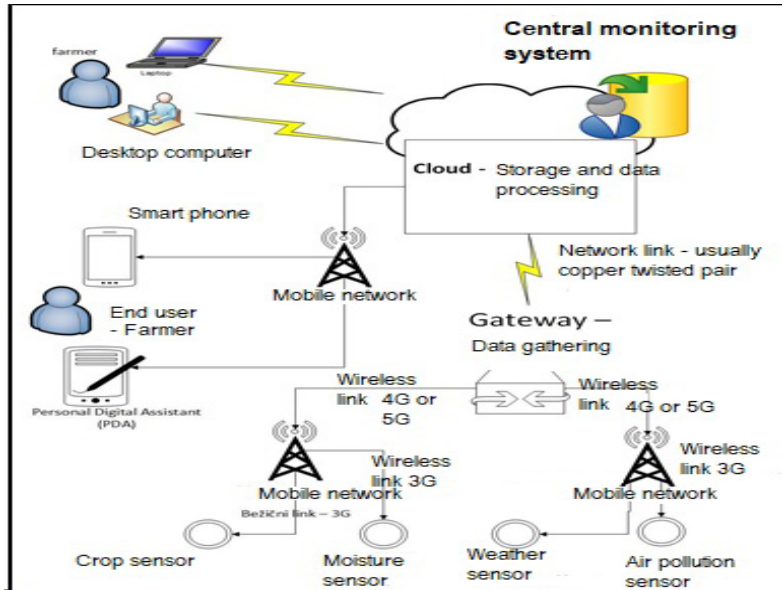 Central monitoring
system
farmer
Laptop
Desktop computer
Cloud - Storage and data
processing
Smart phone
Network link - usually
copper twisted pair
Mobile network
End user
- Farmer
Gateway –
Data gathering
Personal Digital Assistant
(PDA)
Wireless
link 4G or
5G
Wireless
link 4G or 5G
Wireless
link 3G
Mobile network
Wireless
link 3G
Mobile network
Bežični link – 3G
Crop sensor
Moisture
sensor
Weather
sensor
Air pollution
sensor